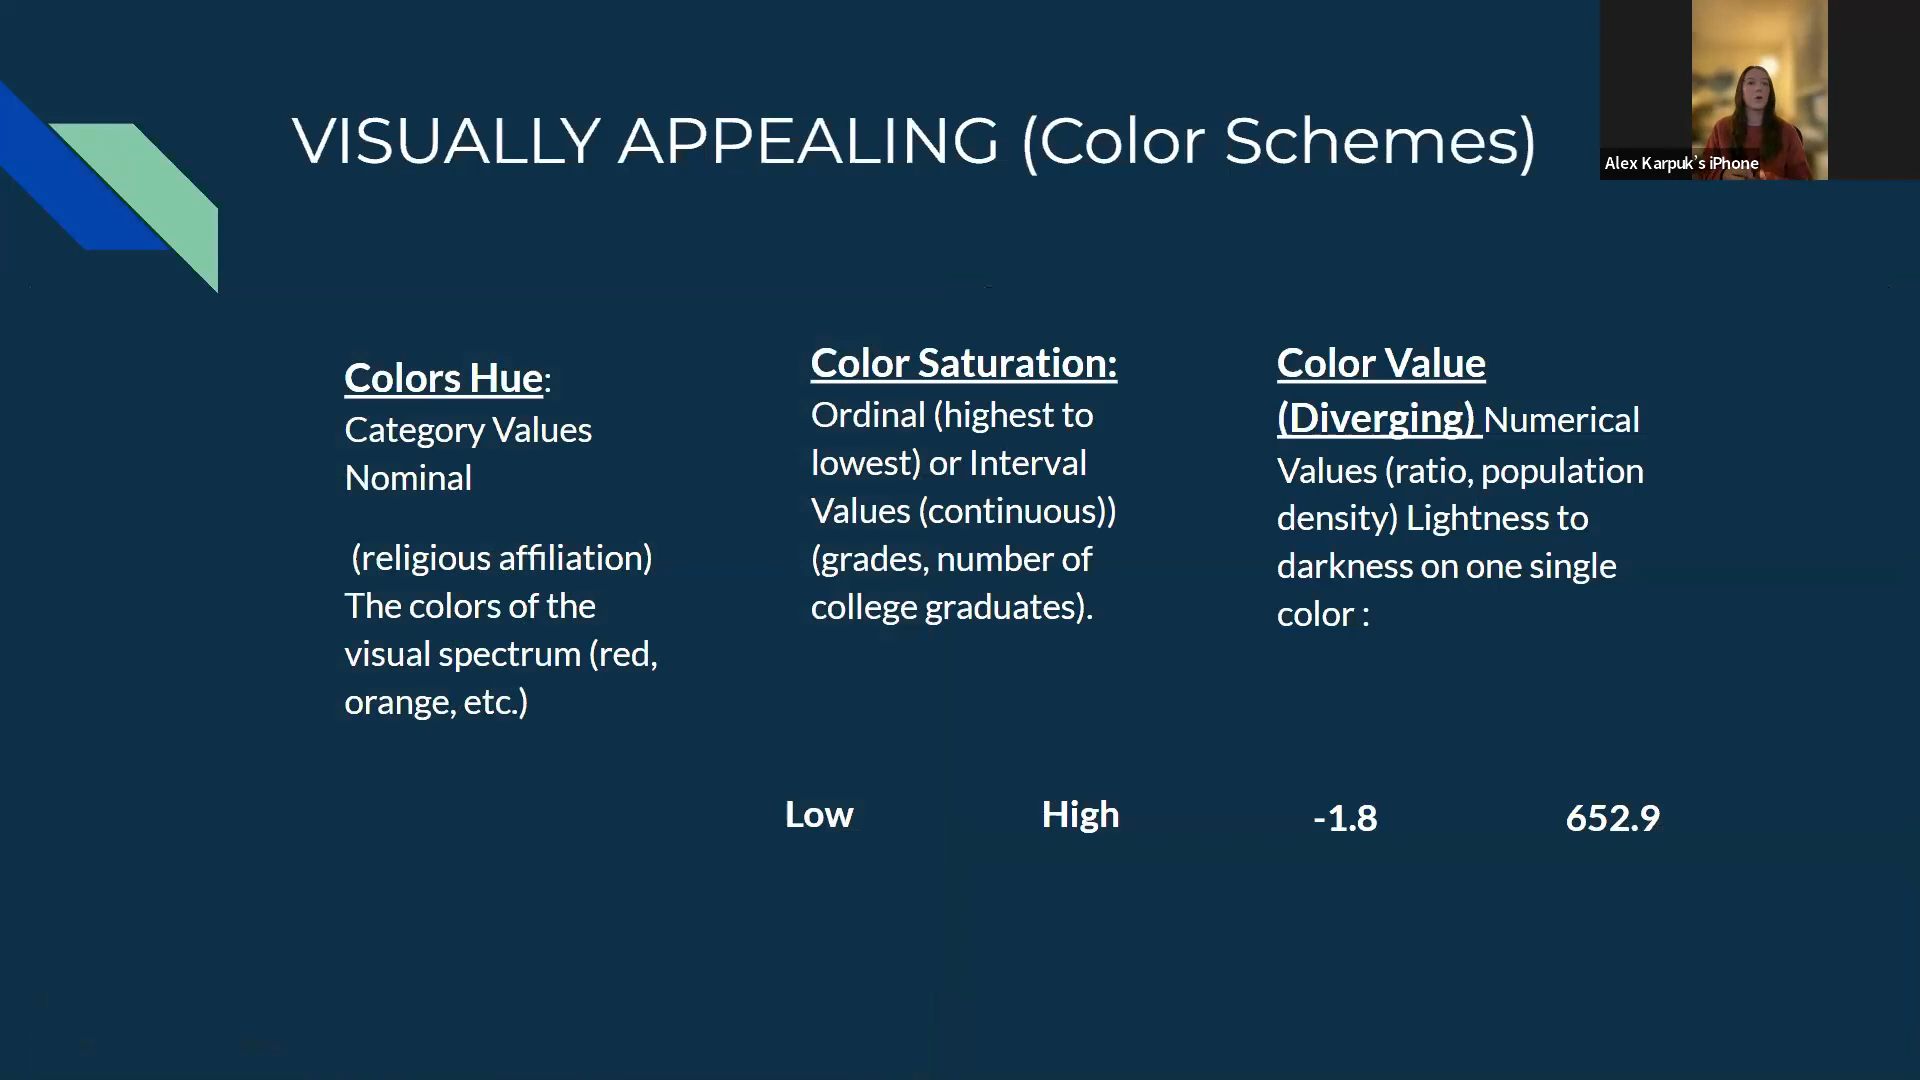 VISUALLY APPEALING (Color Schemes)
Alex Karpuk's iPhone
Colors Hue:
Category Values
Nominal
(religious affiliation)
The colors of the
visual spectrum (red,
orange, etc.)
Color Saturation:
Ordinal (highest to
lowest) or Interval
Values (continuous))
(grades, number of
college graduates).
Color Value
(Diverging) Numerical
Values (ratio, population
density) Lightness to
darkness on one single
color :
Low
High
-1.8
652.9